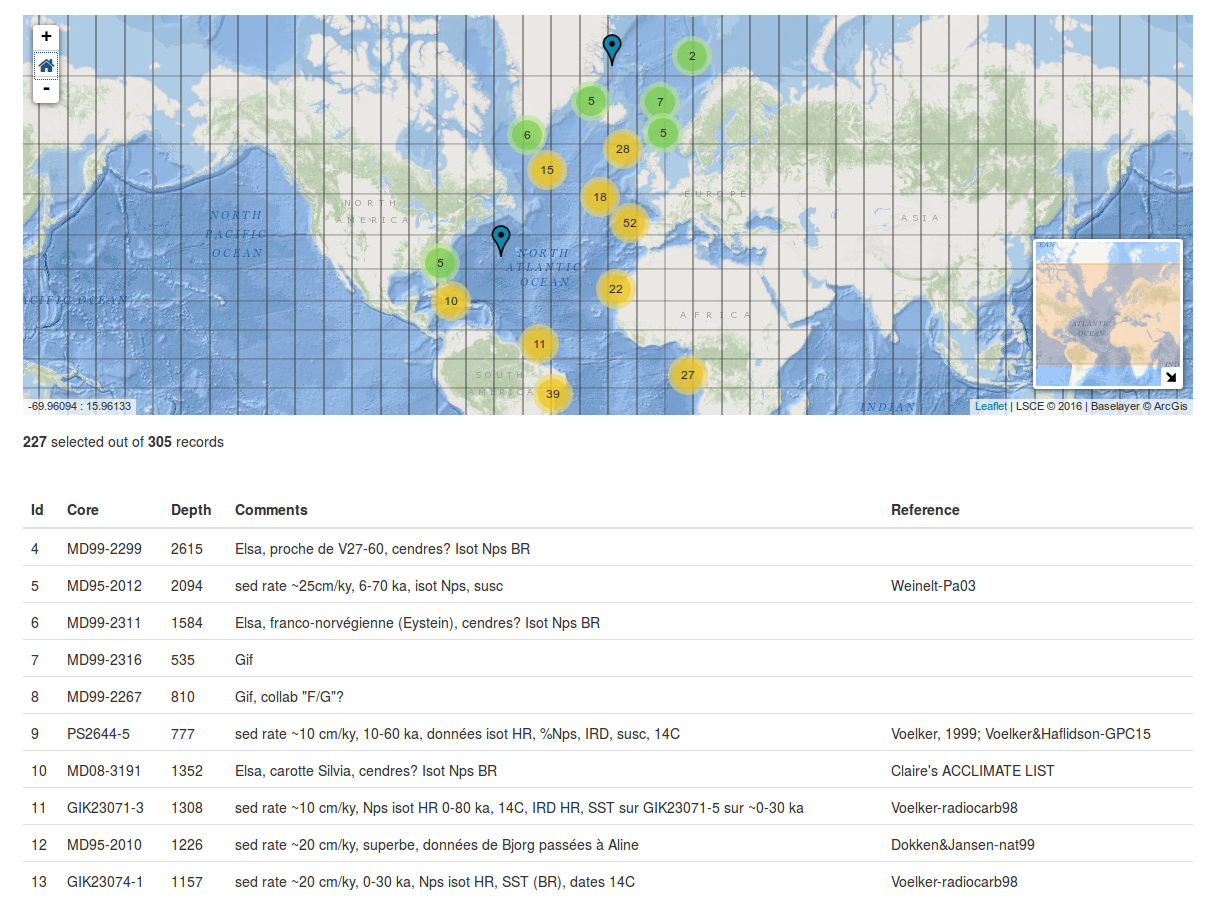 +
-
2
5
7
6
5
28
15
18
52
5
22
10
11
27
39
NORTH
AMERICA
EUROPE
ASIA
NORTH
PACIFIC
OCEAN
NORTH
ATLANTIC
OCEAN
ACIFIC OCEAN
AFRICA
SOUTH
AMERICA
INDIAN
EAN
ATLANTIC
OCEAN
-69.96094 : 15.96133
Leaflet | LSCE © 2016 | Baselayer © ArcGis
227 selected out of 305 records
Id Core Depth Comments Reference
4 MD99-2299 2615 Elsa, proche de V27-60, cendres? Isot Nps BR
5 MD95-2012 2094 sed rate ~25cm/ky, 6-70 ka, isot Nps, susc Weinelt-Pa03
6 MD99-2311 1584 Elsa, franco-norvégienne (Eystein), cendres? Isot Nps BR
7 MD99-2316 535 Gif
8 MD99-2267 810 Gif, collab "F/G"?
9 PS2644-5 777 sed rate ~10 cm/ky, 10-60 ka, données isot HR, %Nps, IRD, susc, 14C Voelker, 1999; Voelker&Haflidson-GPC15
10 MD08-3191 1352 Elsa, carotte Silvia, cendres? Isot Nps BR Claire's ACCLIMATE LIST
11 GIK23071-3 1308 sed rate ~10 cm/ky, Nps isot HR 0-80 ka, 14C, IRD HR, SST sur GIK23071-5 sur ~0-30 ka Voelker-radiocarb98
12 MD95-2010 1226 sed rate ~20 cm/ky, superbe, données de Bjorg passées à Aline Dokken&Jansen-nat99
13 GIK23074-1 1157 sed rate ~20 cm/ky, 0-30 ka, Nps isot HR, SST (BR), dates 14C Voelker-radiocarb98